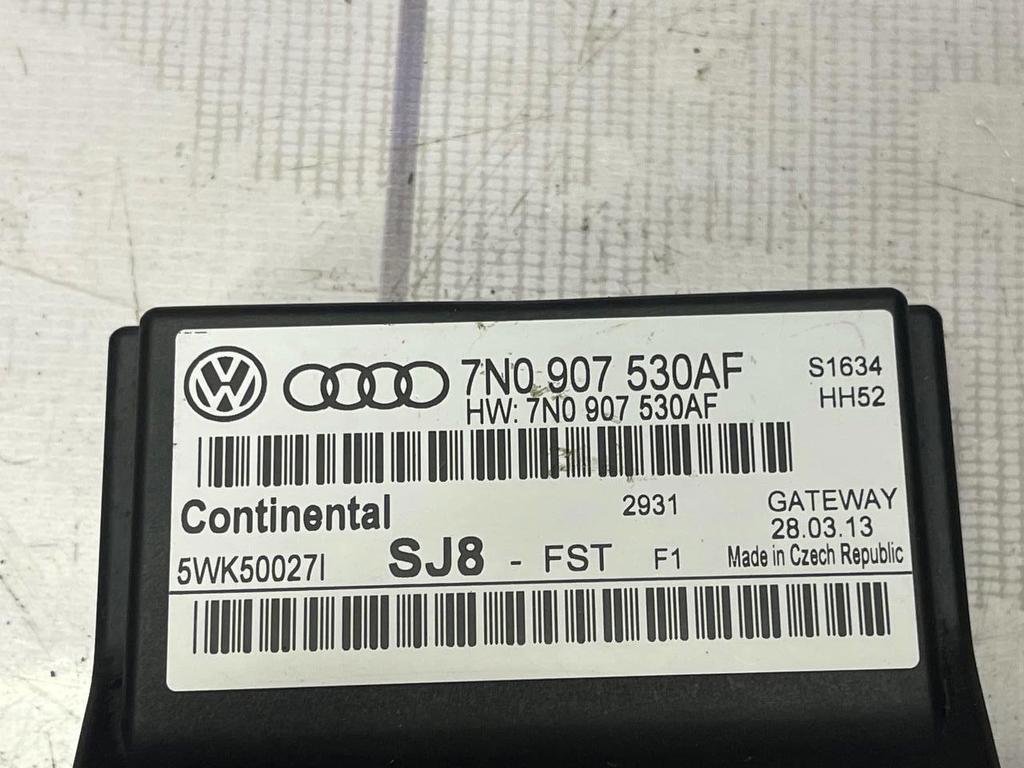 7N0 907 530AF S1634
HW: 7N0 907 530AF HH52
Continental 2931 GATEWAY
28.03.13
5WK50027I SJ8 - FST F1 Made in Czech Republic